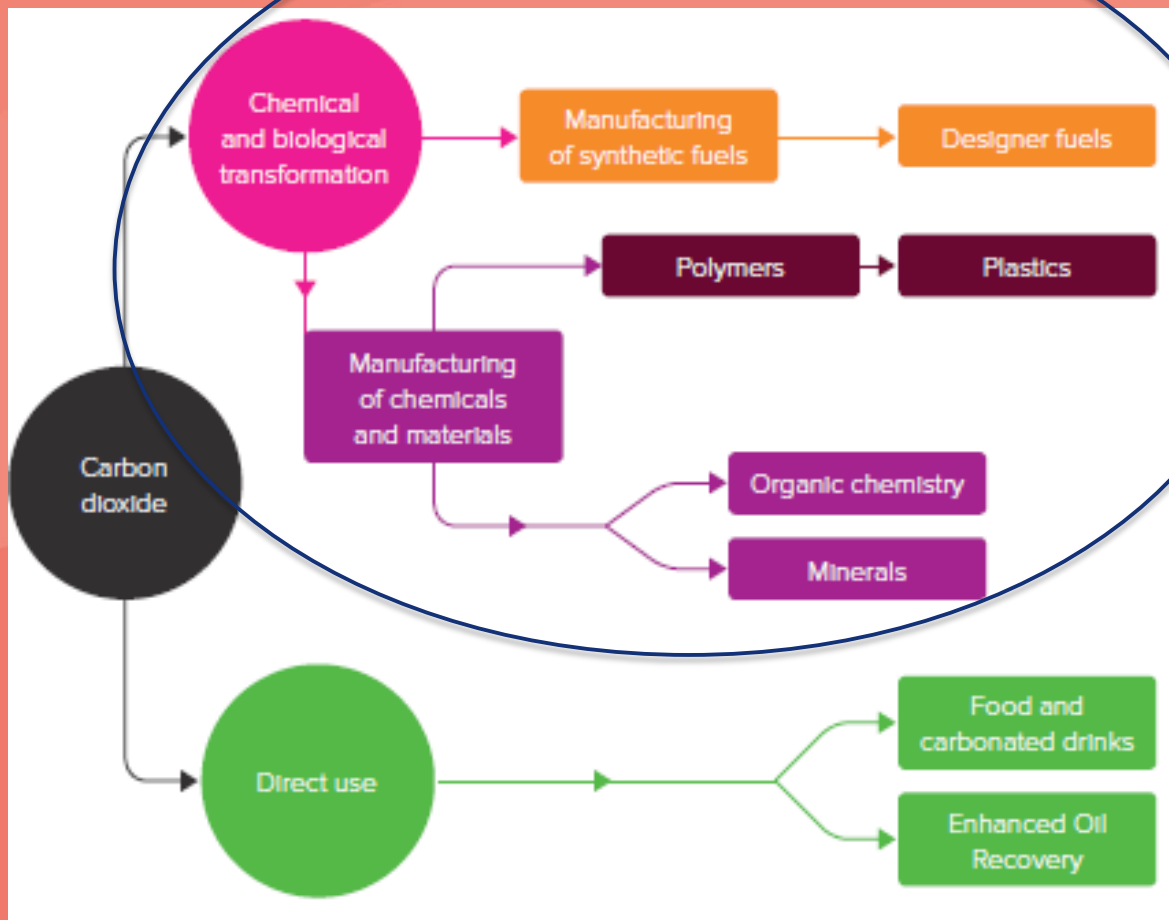 Chemical
and biological
transformation
Manufacturing
of synthetic fuels
Designer fuels
Polymers
Plastics
Manufacturing
of chemicals
and materials
Carbon
dioxide
Organic chemistry
Minerals
Direct use
Food and
carbonated drinks
Enhanced Oil
Recovery